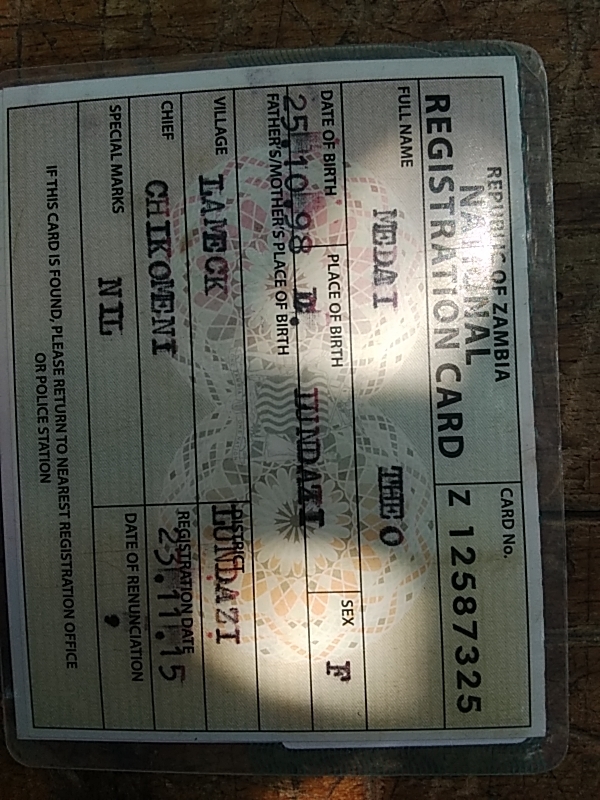 REPUBLIC OF ZAMBIA
NATIONAL
REGISTRATION CARD
CARD No.
Z 12587325
FULL NAME
MEDAI THEO
DATE OF BIRTH PLACE OF BIRTH SEX
25.10.98 D. LUNDAZI F
FATHER'S/MOTHER'S PLACE OF BIRTH
VILLAGE LAMECK DISTRICT LUNDAZI
CHIEF CHIKOMENI REGISTRATION DATE
23.11.15
SPECIAL MARKS NIL DATE OF RENUNCIATION
IF THIS CARD IS FOUND, PLEASE RETURN TO NEAREST REGISTRATION OFFICE
OR POLICE STATION